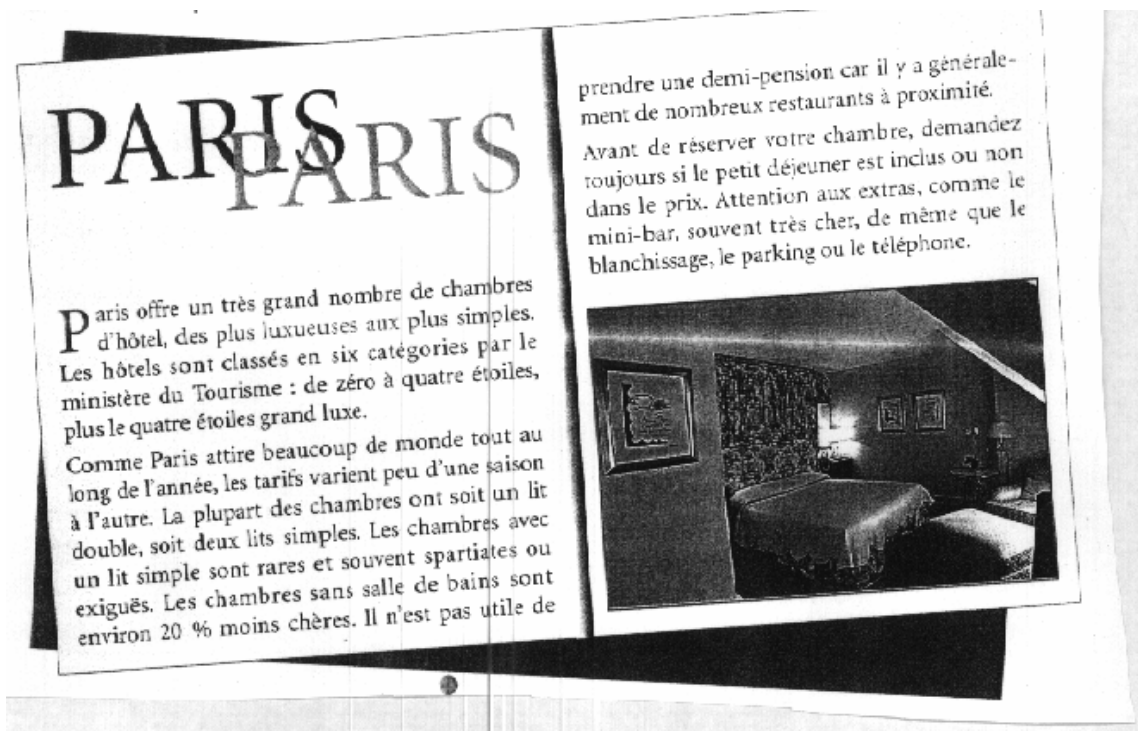 PARIS
PARIS
Paris offre un très grand nombre de chambres
d'hôtel, des plus luxueuses aux plus simples.
Les hôtels sont classés en six catégories par le
ministère du Tourisme : de zéro à quatre étoiles,
plus le quatre étoiles grand luxe.
Comme Paris attire beaucoup de monde tout au
long de l'année, les tarifs varient peu d'une saison
à l'autre. La plupart des chambres ont soit un lit
double, soit deux lits simples. Les chambres avec
un lit simple sont rares et souvent spartiates ou
exiguës. Les chambres sans salle de bains sont
environ 20 % moins chères. Il n'est pas utile de
prendre une demi-pension car il y a générale-
ment de nombreux restaurants à proximité.
Avant de réserver votre chambre, demandez
toujours si le petit déjeuner est inclus ou non
dans le prix. Attention aux extras, comme le
mini-bar, souvent très cher, de même que le
blanchissage, le parking ou le téléphone.